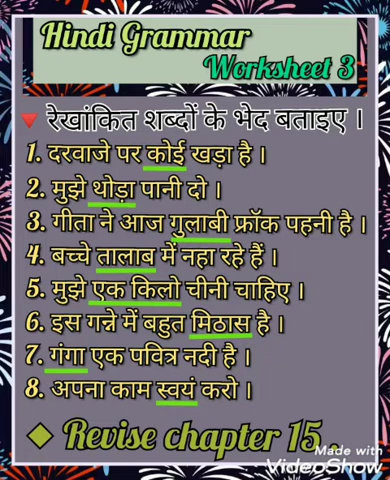 Hindi Grammar
Worksheet 3
रेखांकित शब्दों के भेद बताइए ।
1. दरवाजे पर कोई खड़ा है ।
2. मुझे थोड़ा पानी दो ।
3. गीता ने आज गुलाबी फ्रॉक पहनी है ।
4. बच्चे तालाब में नहा रहे हैं ।
5. मुझे एक किलो चीनी चाहिए ।
6. इस गन्ने में बहुत मिठास है ।
7. गंगा एक पवित्र नदी है ।
8. अपना काम स्वयं करो ।
Revise chapter 15
Made with
VideoShow